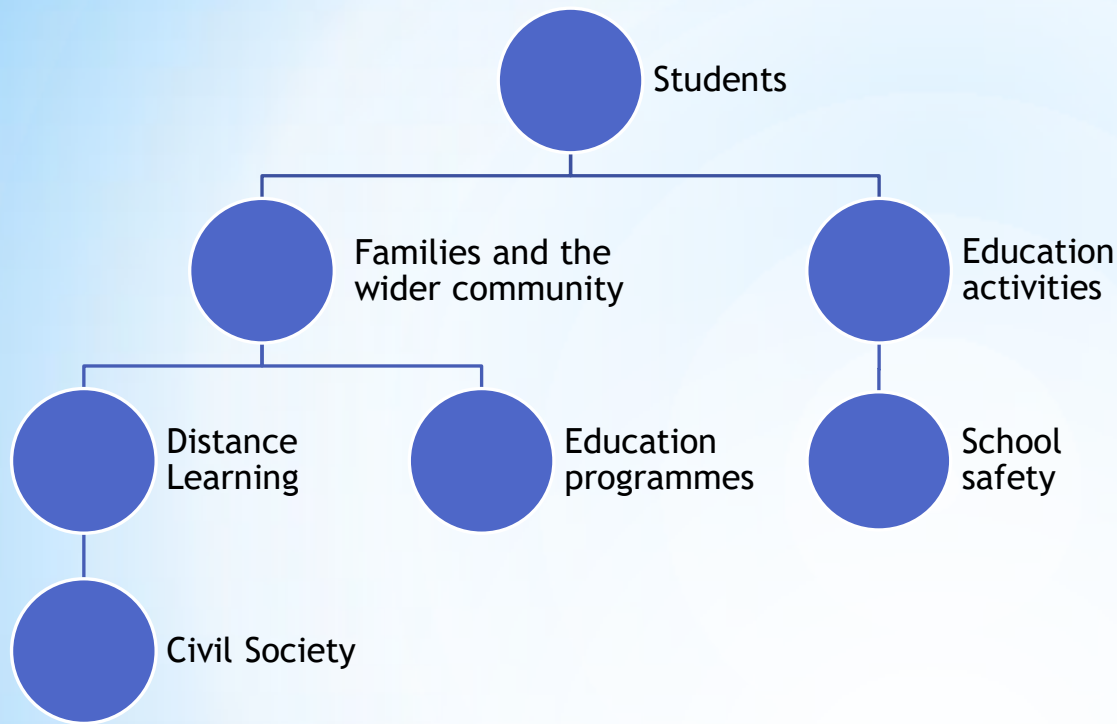 Students
Families and the
wider community
Education
activities
Distance
Learning
Education
programmes
School
safety
Civil Society